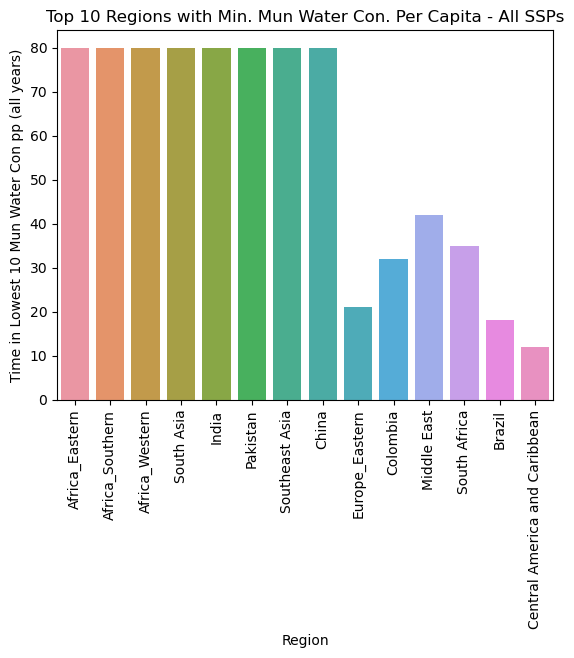 Top 10 Regions with Min. Mun Water Con. Per Capita - All SSPs
Time in Lowest 10 Mun Water Con pp (all years)
80
70
60
50
40
30
20
10
0
Africa_Eastern
Africa_Southern
Africa_Western
South Asia
India
Pakistan
Southeast Asia
China
Europe_Eastern
Colombia
Middle East
South Africa
Brazil
Central America and Caribbean
Region